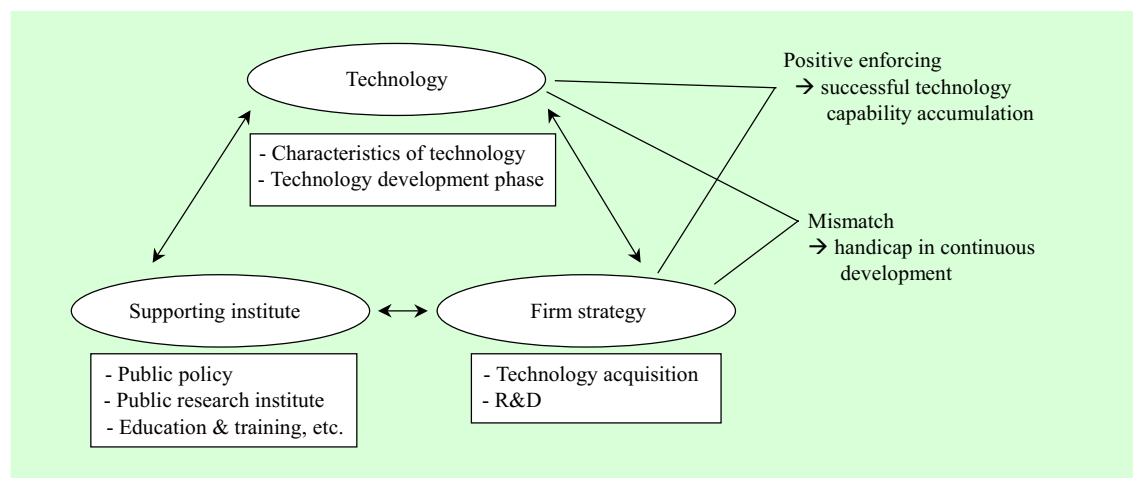 Technology
- Characteristics of technology
- Technology development phase
Positive enforcing
→ successful technology
capability accumulation
Mismatch
→ handicap in continuous
development
Supporting institute
- Public policy
- Public research institute
- Education & training, etc.
Firm strategy
- Technology acquisition
- R&D